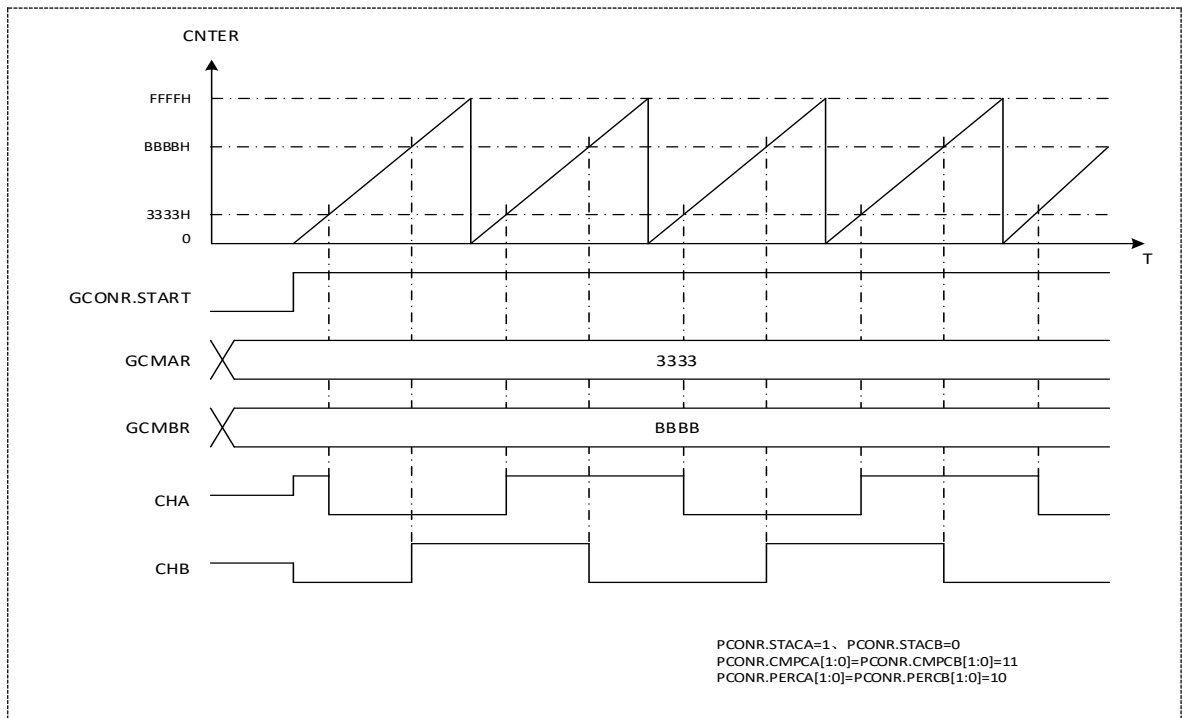 CNTER
FFFFH
BBBBH
3333H
0
T
GCONR.START
GCMAR
3333
GCMBR
BBBB
CHA
CHB
PCONR.STACA=1、PCONR.STACB=0
PCONR.CMPCA[1:0]=PCONR.CMPCB[1:0]=11
PCONR.PERCA[1:0]=PCONR.PERCB[1:0]=10